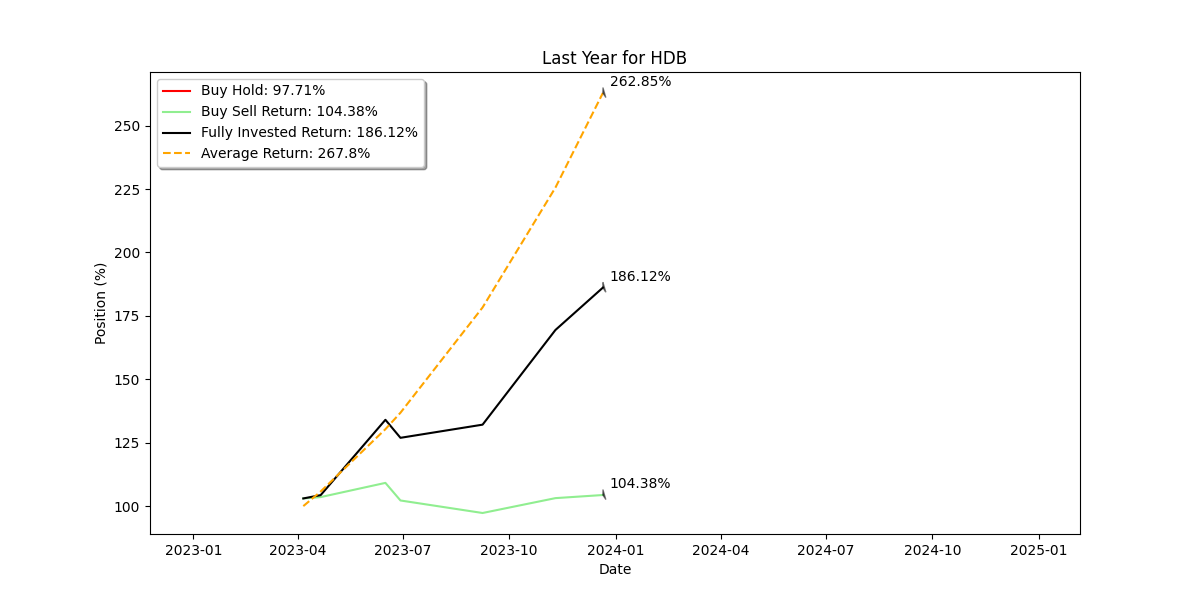 Last Year for HDB
Buy Hold: 97.71%
Buy Sell Return: 104.38%
Fully Invested Return: 186.12%
Average Return: 267.8%
262.85%
186.12%
104.38%
Position (%)
250
225
200
175
150
125
100
2023-01
2023-04
2023-07
2023-10
2024-01
2024-04
2024-07
2024-10
2025-01
Date